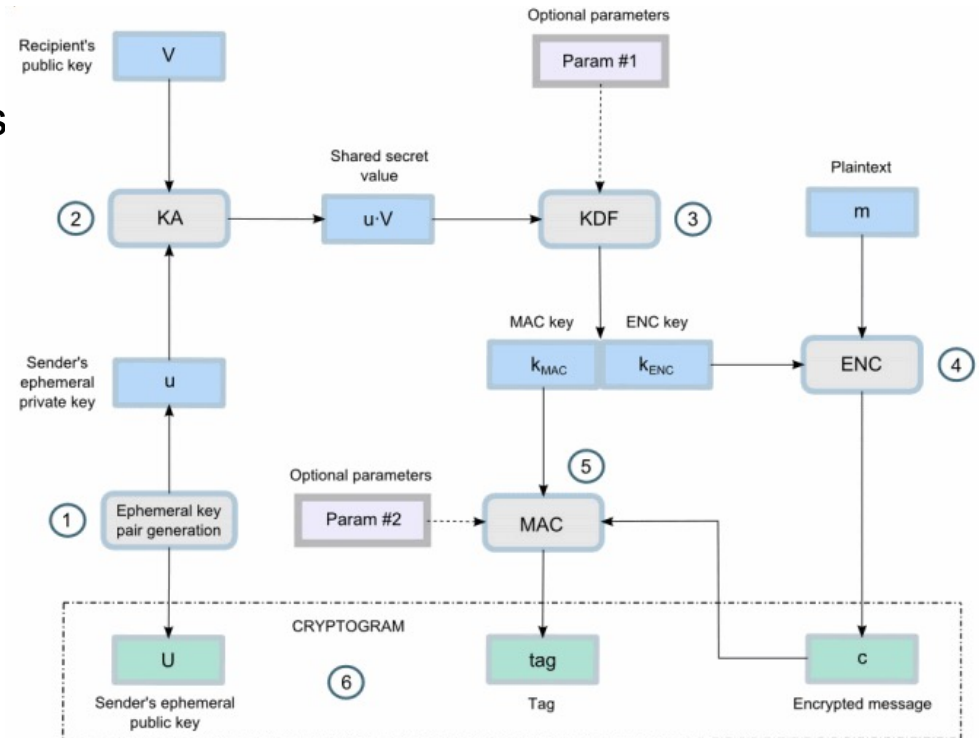 Optional parameters
Recipient's
public key
V
Param #1
s
Shared secret
value
Plaintext
2
KA
u·V
KDF
3
m
MAC key
ENC key
Sender's
ephemeral
private key
u
kMAC
kENC
ENC
4
5
Optional parameters
1
Ephemeral key
pair generation
Param #2
MAC
CRYPTOGRAM
U
tag
c
6
Sender's ephemeral
public key
Tag
Encrypted message